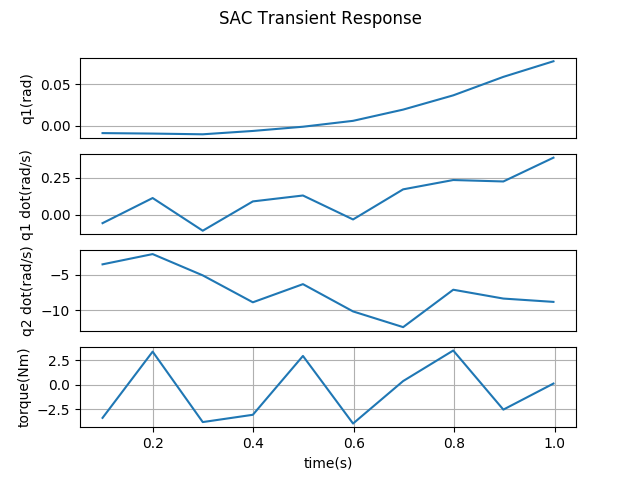 SAC Transient Response
q1(rad)
0.05
0.00
q1 dot(rad/s)
0.25
0.00
q2 dot(rad/s)
−5
−10
torque(Nm)
2.5
0.0
−2.5
0.2 0.4 0.6 0.8 1.0
time(s)